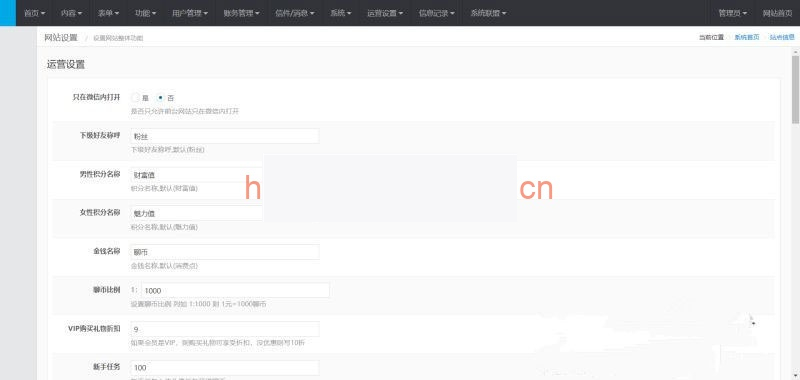 首页 内容 表单 功能 用户管理 账务管理 信件/消息 系统 运营设置 信息记录 系统联盟 管理员 网站首页
网站设置 / 设置网站整体功能 当前位置 系统首页 站点信息
运营设置
只在微信内打开 是 否
是否只允许前台网站只在微信内打开
下级好友称呼 粉丝
下级好友称呼,默认(粉丝)
男性积分名称 财富值
积分名称,默认(财富值)
h cn
女性积分名称 魅力值
积分名称,默认(魅力值)
金钱名称 聊币
金钱名称,默认(消费点)
聊币比例 1: 1000
设置聊币比例 列如 1:1000 则 1元=1000聊币
VIP购买礼物折扣 9
如果会员是VIP，则购买礼物可享受折扣，没优惠则写10折
新手任务 100